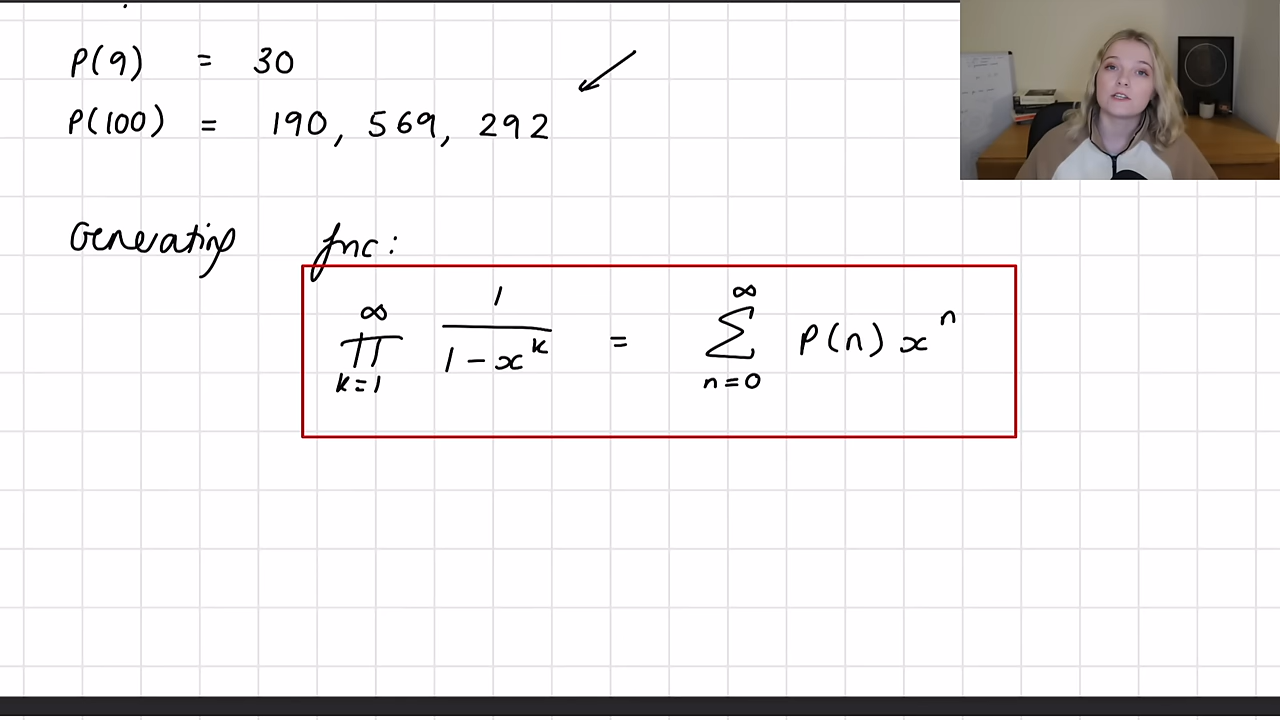 P(9) = 30
P(100) = 190, 569, 292
Generating fnc:
∞ ∏ k=1 1 / (1 - x^k) = ∞ ∑ n=0 P(n) x^n